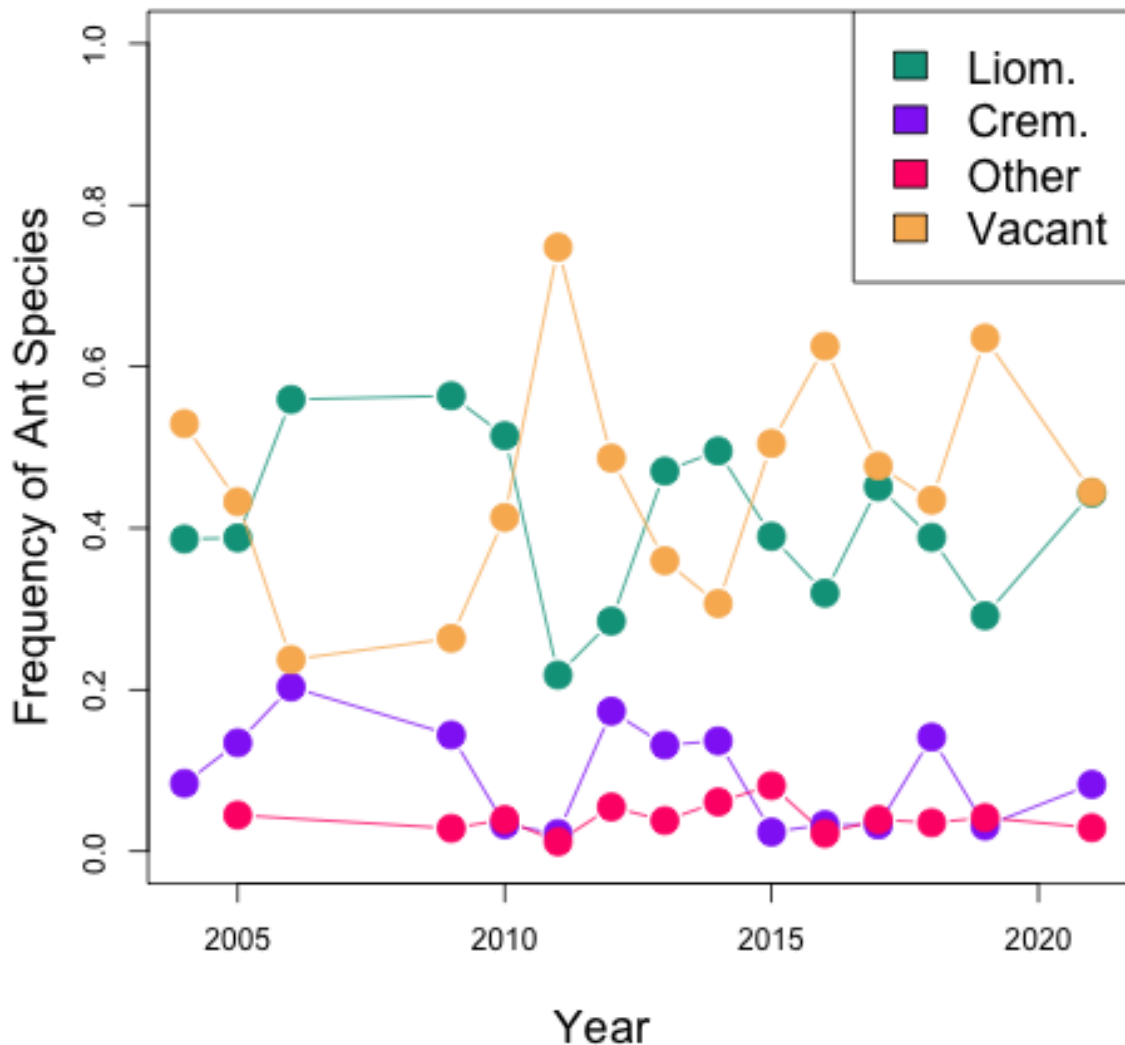 Liom.
Crem.
Other
Vacant
Frequency of Ant Species
1.0
0.8
0.6
0.4
0.2
0.0
2005 2010 2015 2020
Year